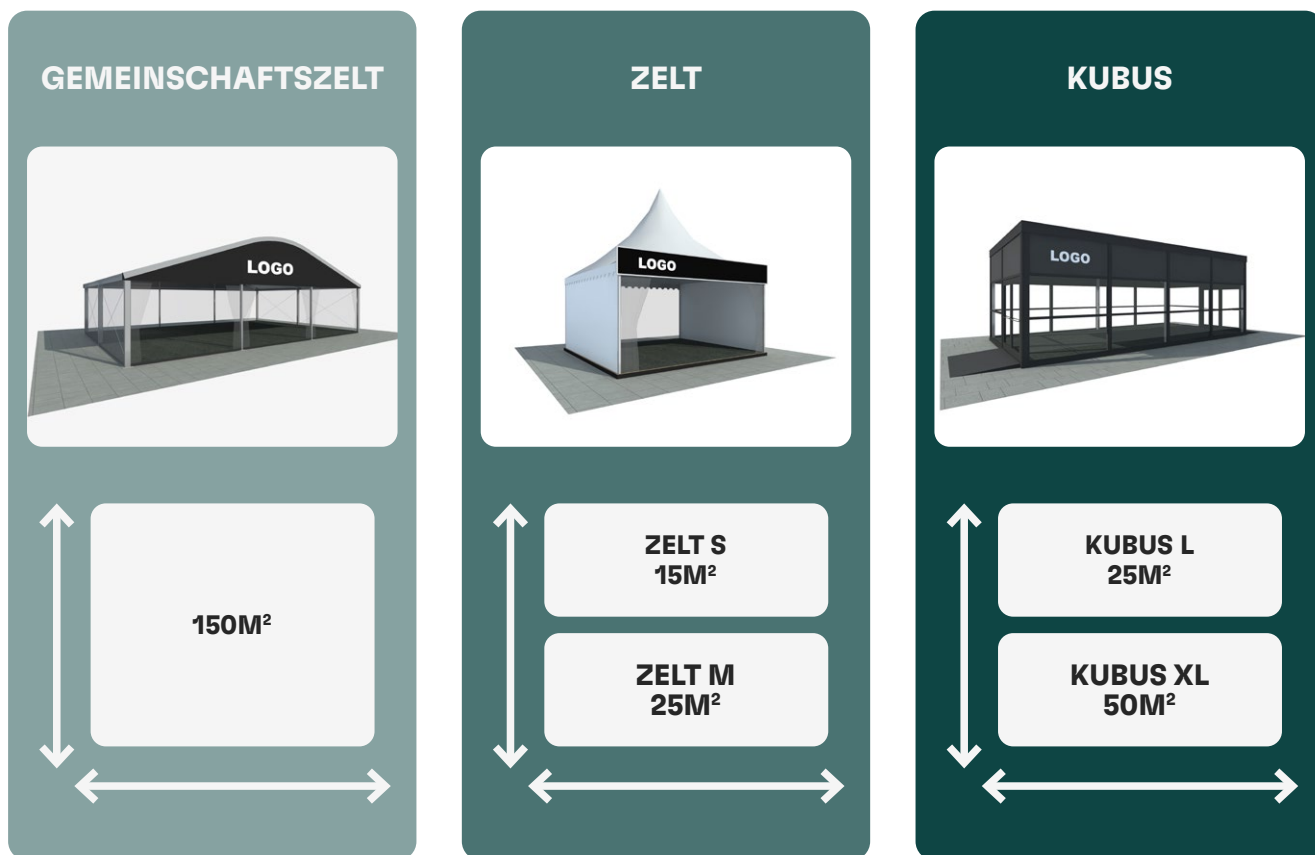 GEMEINSCHAFTSZELT
LOGO
150M²
ZELT
LOGO
ZELT S
15M²
ZELT M
25M²
KUBUS
LOGO
KUBUS L
25M²
KUBUS XL
50M²